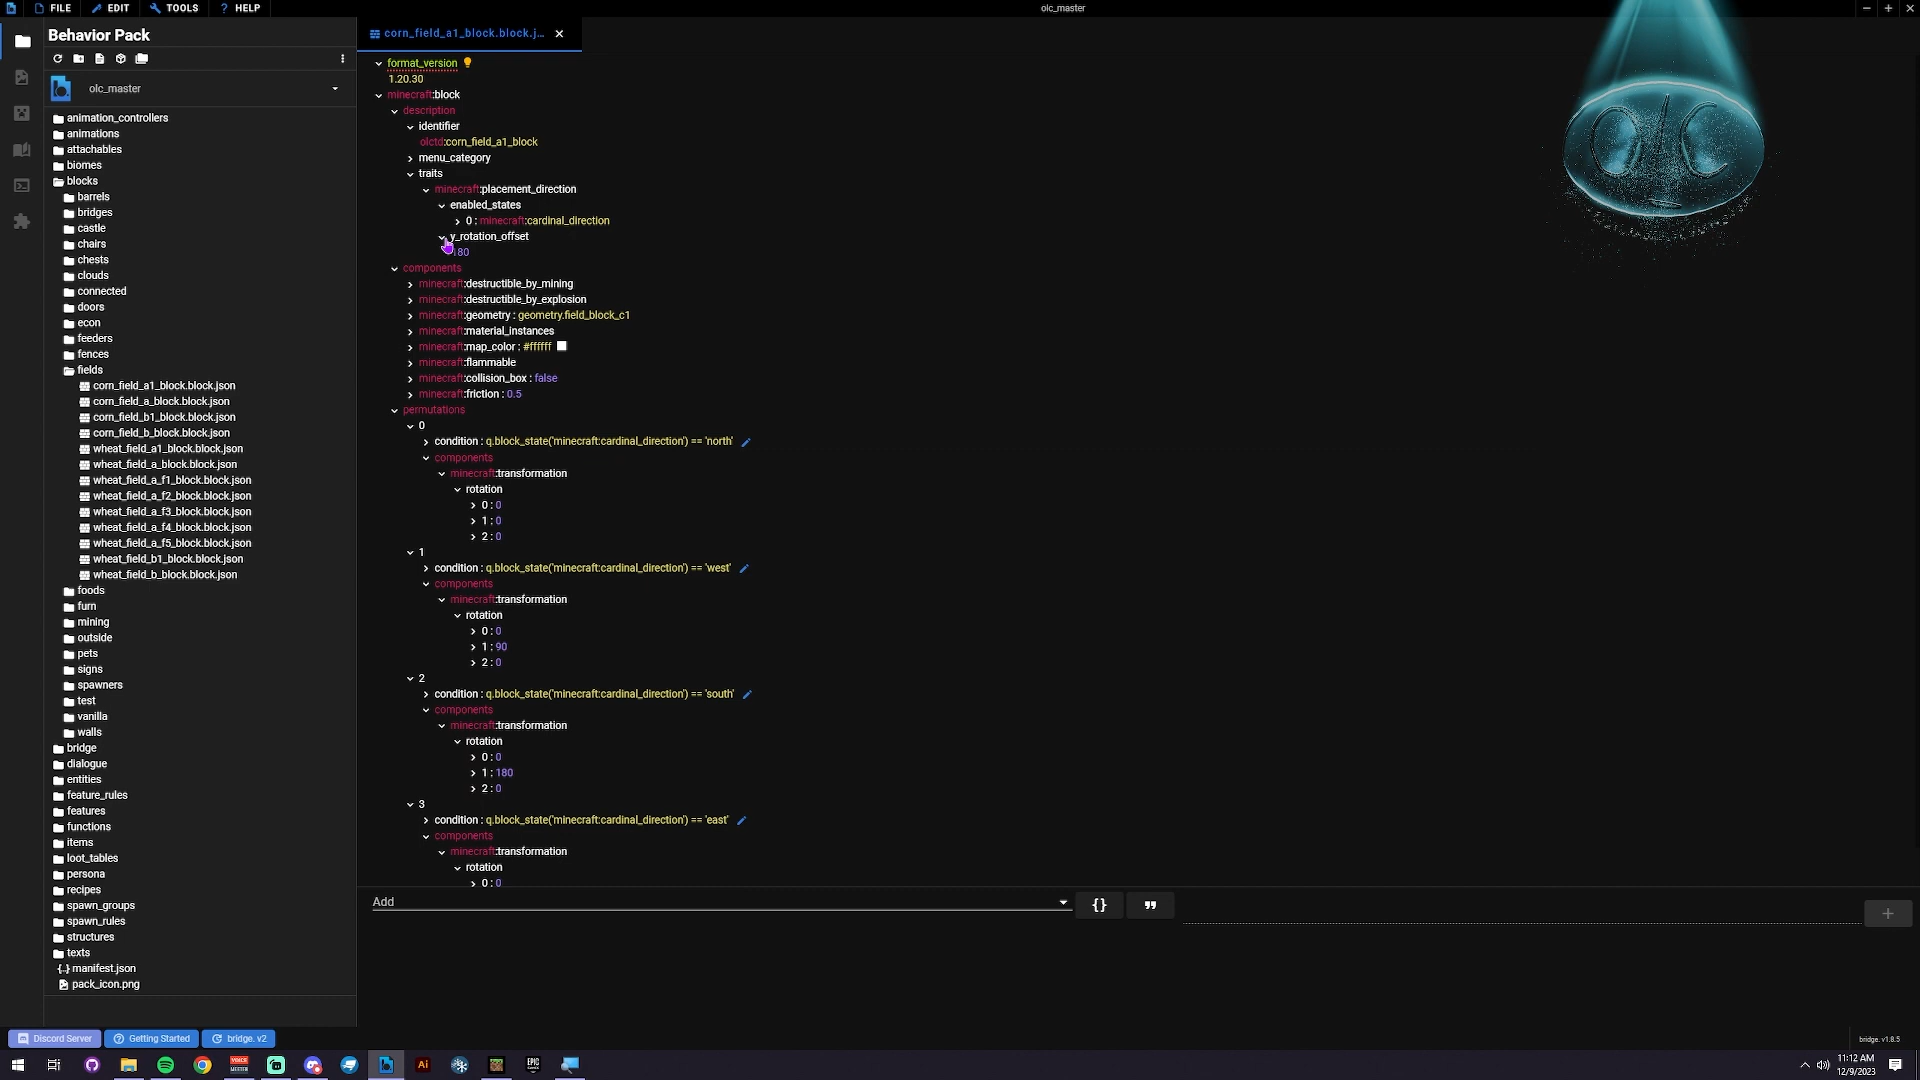 FILE EDIT TOOLS HELP olc_master
Behavior Pack
corn_field_a1_block.block.j...
olc_master
animation_controllers
animations
attachables
biomes
blocks
barrels
bridges
castle
chairs
chests
clouds
connected
doors
econ
feeders
fences
fields
corn_field_a1_block.block.json
corn_field_a_block.block.json
corn_field_b1_block.block.json
corn_field_b_block.block.json
wheat_field_a1_block.block.json
wheat_field_a_block.block.json
wheat_field_a_f1_block.block.json
wheat_field_a_f2_block.block.json
wheat_field_a_f3_block.block.json
wheat_field_a_f4_block.block.json
wheat_field_a_f5_block.block.json
wheat_field_b1_block.block.json
wheat_field_b_block.block.json
foods
furn
mining
outside
pets
signs
spawners
test
vanilla
walls
bridge
dialogue
entities
feature_rules
features
functions
items
loot_tables
persona
recipes
spawn_groups
spawn_rules
structures
texts
manifest.json
pack_icon.png
format_version
1.20.30
minecraft:block
description
identifier
olctd:corn_field_a1_block
menu_category
traits
minecraft:placement_direction
enabled_states
0 : minecraft:cardinal_direction
y_rotation_offset
180
components
minecraft:destructible_by_mining
minecraft:destructible_by_explosion
minecraft:geometry : geometry.field_block_c1
minecraft:material_instances
minecraft:map_color : #ffffff
minecraft:flammable
minecraft:collision_box : false
minecraft:friction : 0.5
permutations
0
condition : q.block_state('minecraft:cardinal_direction') == 'north'
components
minecraft:transformation
rotation
0 : 0
1 : 0
2 : 0
1
condition : q.block_state('minecraft:cardinal_direction') == 'west'
components
minecraft:transformation
rotation
0 : 0
1 : 90
2 : 0
2
condition : q.block_state('minecraft:cardinal_direction') == 'south'
components
minecraft:transformation
rotation
0 : 0
1 : 180
2 : 0
3
condition : q.block_state('minecraft:cardinal_direction') == 'east'
components
minecraft:transformation
rotation
0 : 0
Add
{}
olc
Discord Server Getting Started bridge. v2
bridge. v1.8.5
11:12 AM
12/9/2023